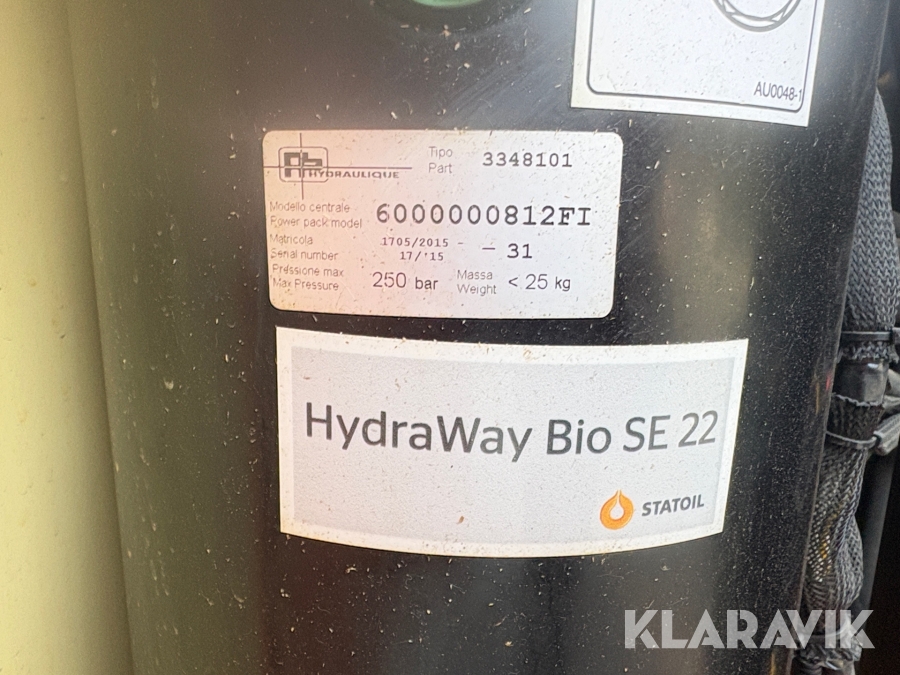 AU0048-1
HYDRAULIQUE
Tipo
Part
3348101
Modello centrale
Power pack model
6000000812FI
Matricola
Serial number
1705/2015 -
17/'15
- 31
Pressione max
Max Pressure
250 bar
Massa
Weight
< 25 kg
HydraWay Bio SE 22
STATOIL
KLARAVIK